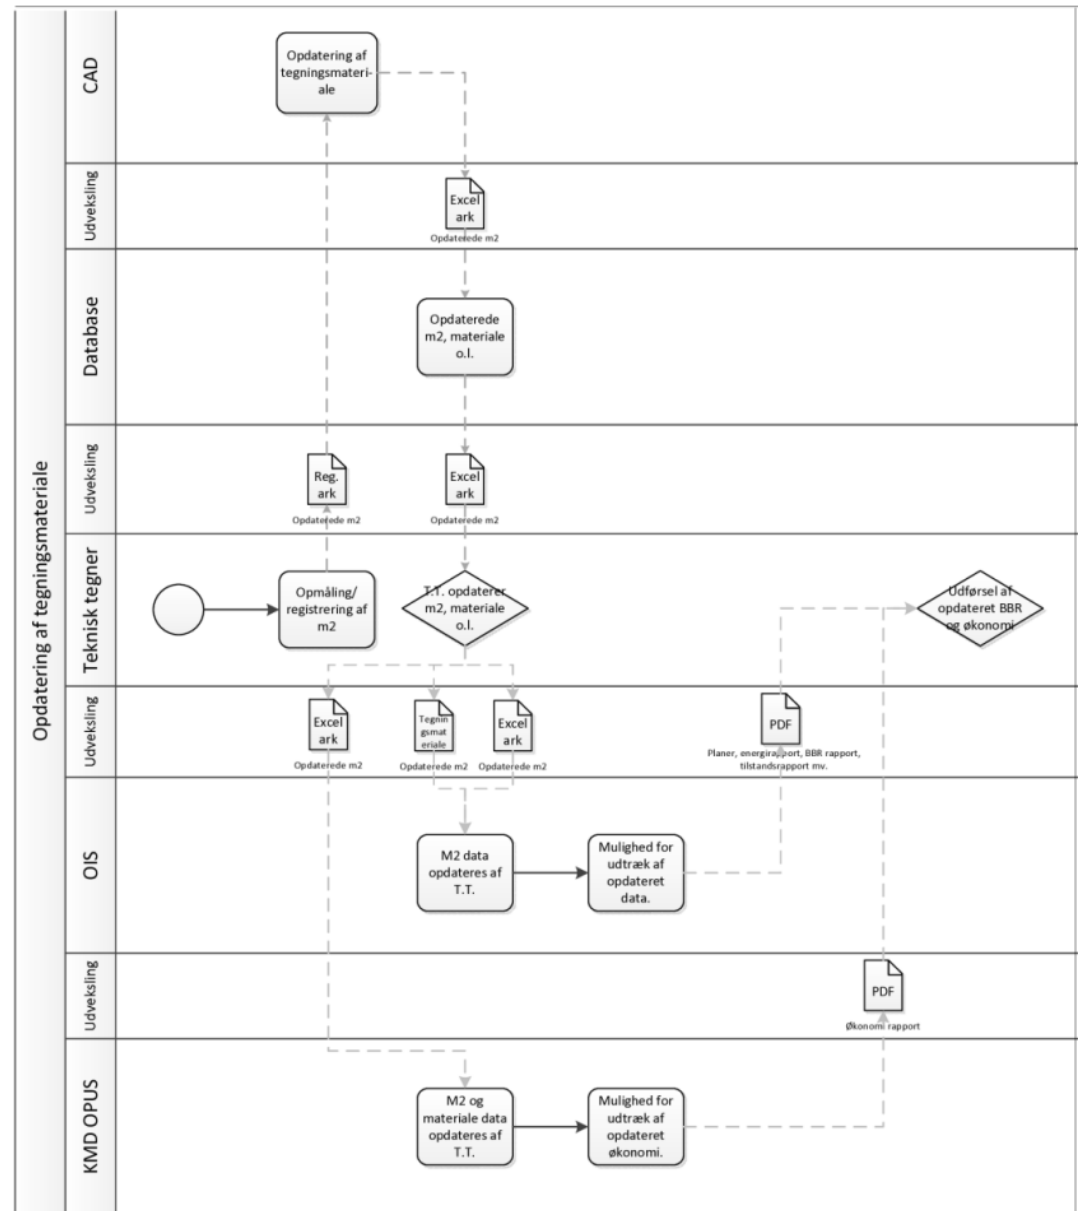 Opdatering af tegningsmateriale
CAD
Opdatering af
tegningsmateri-
ale
Udveksling
Excel
ark
Opdaterede m2
Database
Opdaterede
m2, materiale
o.l.
Udveksling
Reg.
ark
Opdaterede m2
Excel
ark
Opdaterede m2
Teknisk tegner
Opmåling/
registrering af
m2
T.T. opdaterer
m2, materiale
o.l.
Udførsel af
opdateret BBR
og økonomi
Udveksling
Excel
ark
Opdaterede m2
Tegnin
gsmat
eriale
Opdaterede m2
Excel
ark
Opdaterede m2
PDF
Planer, energirapport, BBR rapport,
tilstandsrapport mv.
OIS
M2 data
opdateres af
T.T.
Mulighed for
udtræk af
opdateret
data.
Udveksling
PDF
Økonomi rapport
KMD OPUS
M2 og
materiale data
opdateres af
T.T.
Mulighed for
udtræk af
opdateret
økonomi.